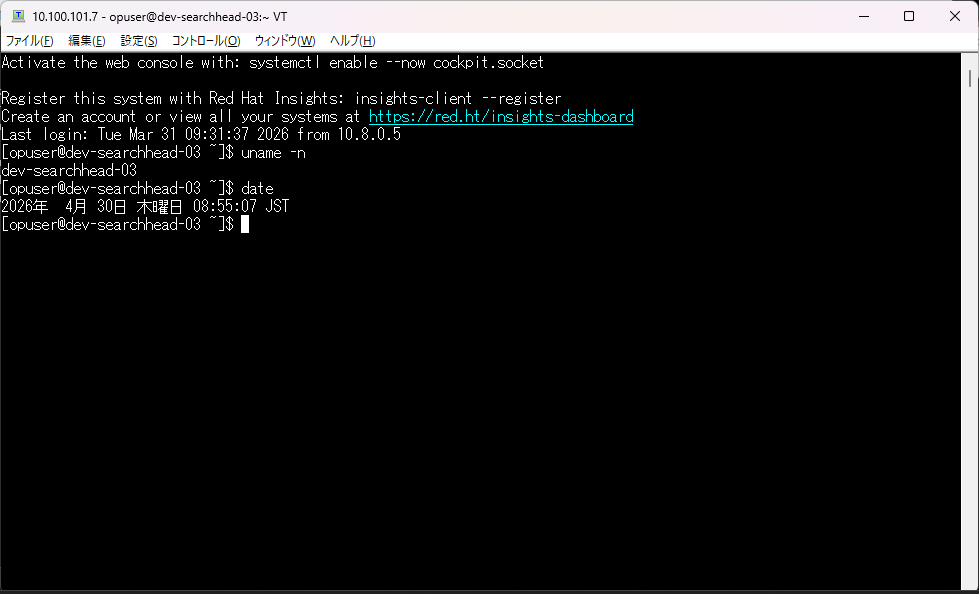 10.100.101.7 - opuser@dev-searchhead-03:~ VT
ファイル(F) 編集(E) 設定(S) コントロール(O) ウィンドウ(W) ヘルプ(H)
Activate the web console with: systemctl enable --now cockpit.socket
Register this system with Red Hat Insights: insights-client --register
Create an account or view all your systems at https://red.ht/insights-dashboard
Last login: Tue Mar 31 09:31:37 2026 from 10.8.0.5
[opuser@dev-searchhead-03 ~]$ uname -n
dev-searchhead-03
[opuser@dev-searchhead-03 ~]$ date
2026年  4月 30日 木曜日 08:55:07 JST
[opuser@dev-searchhead-03 ~]$